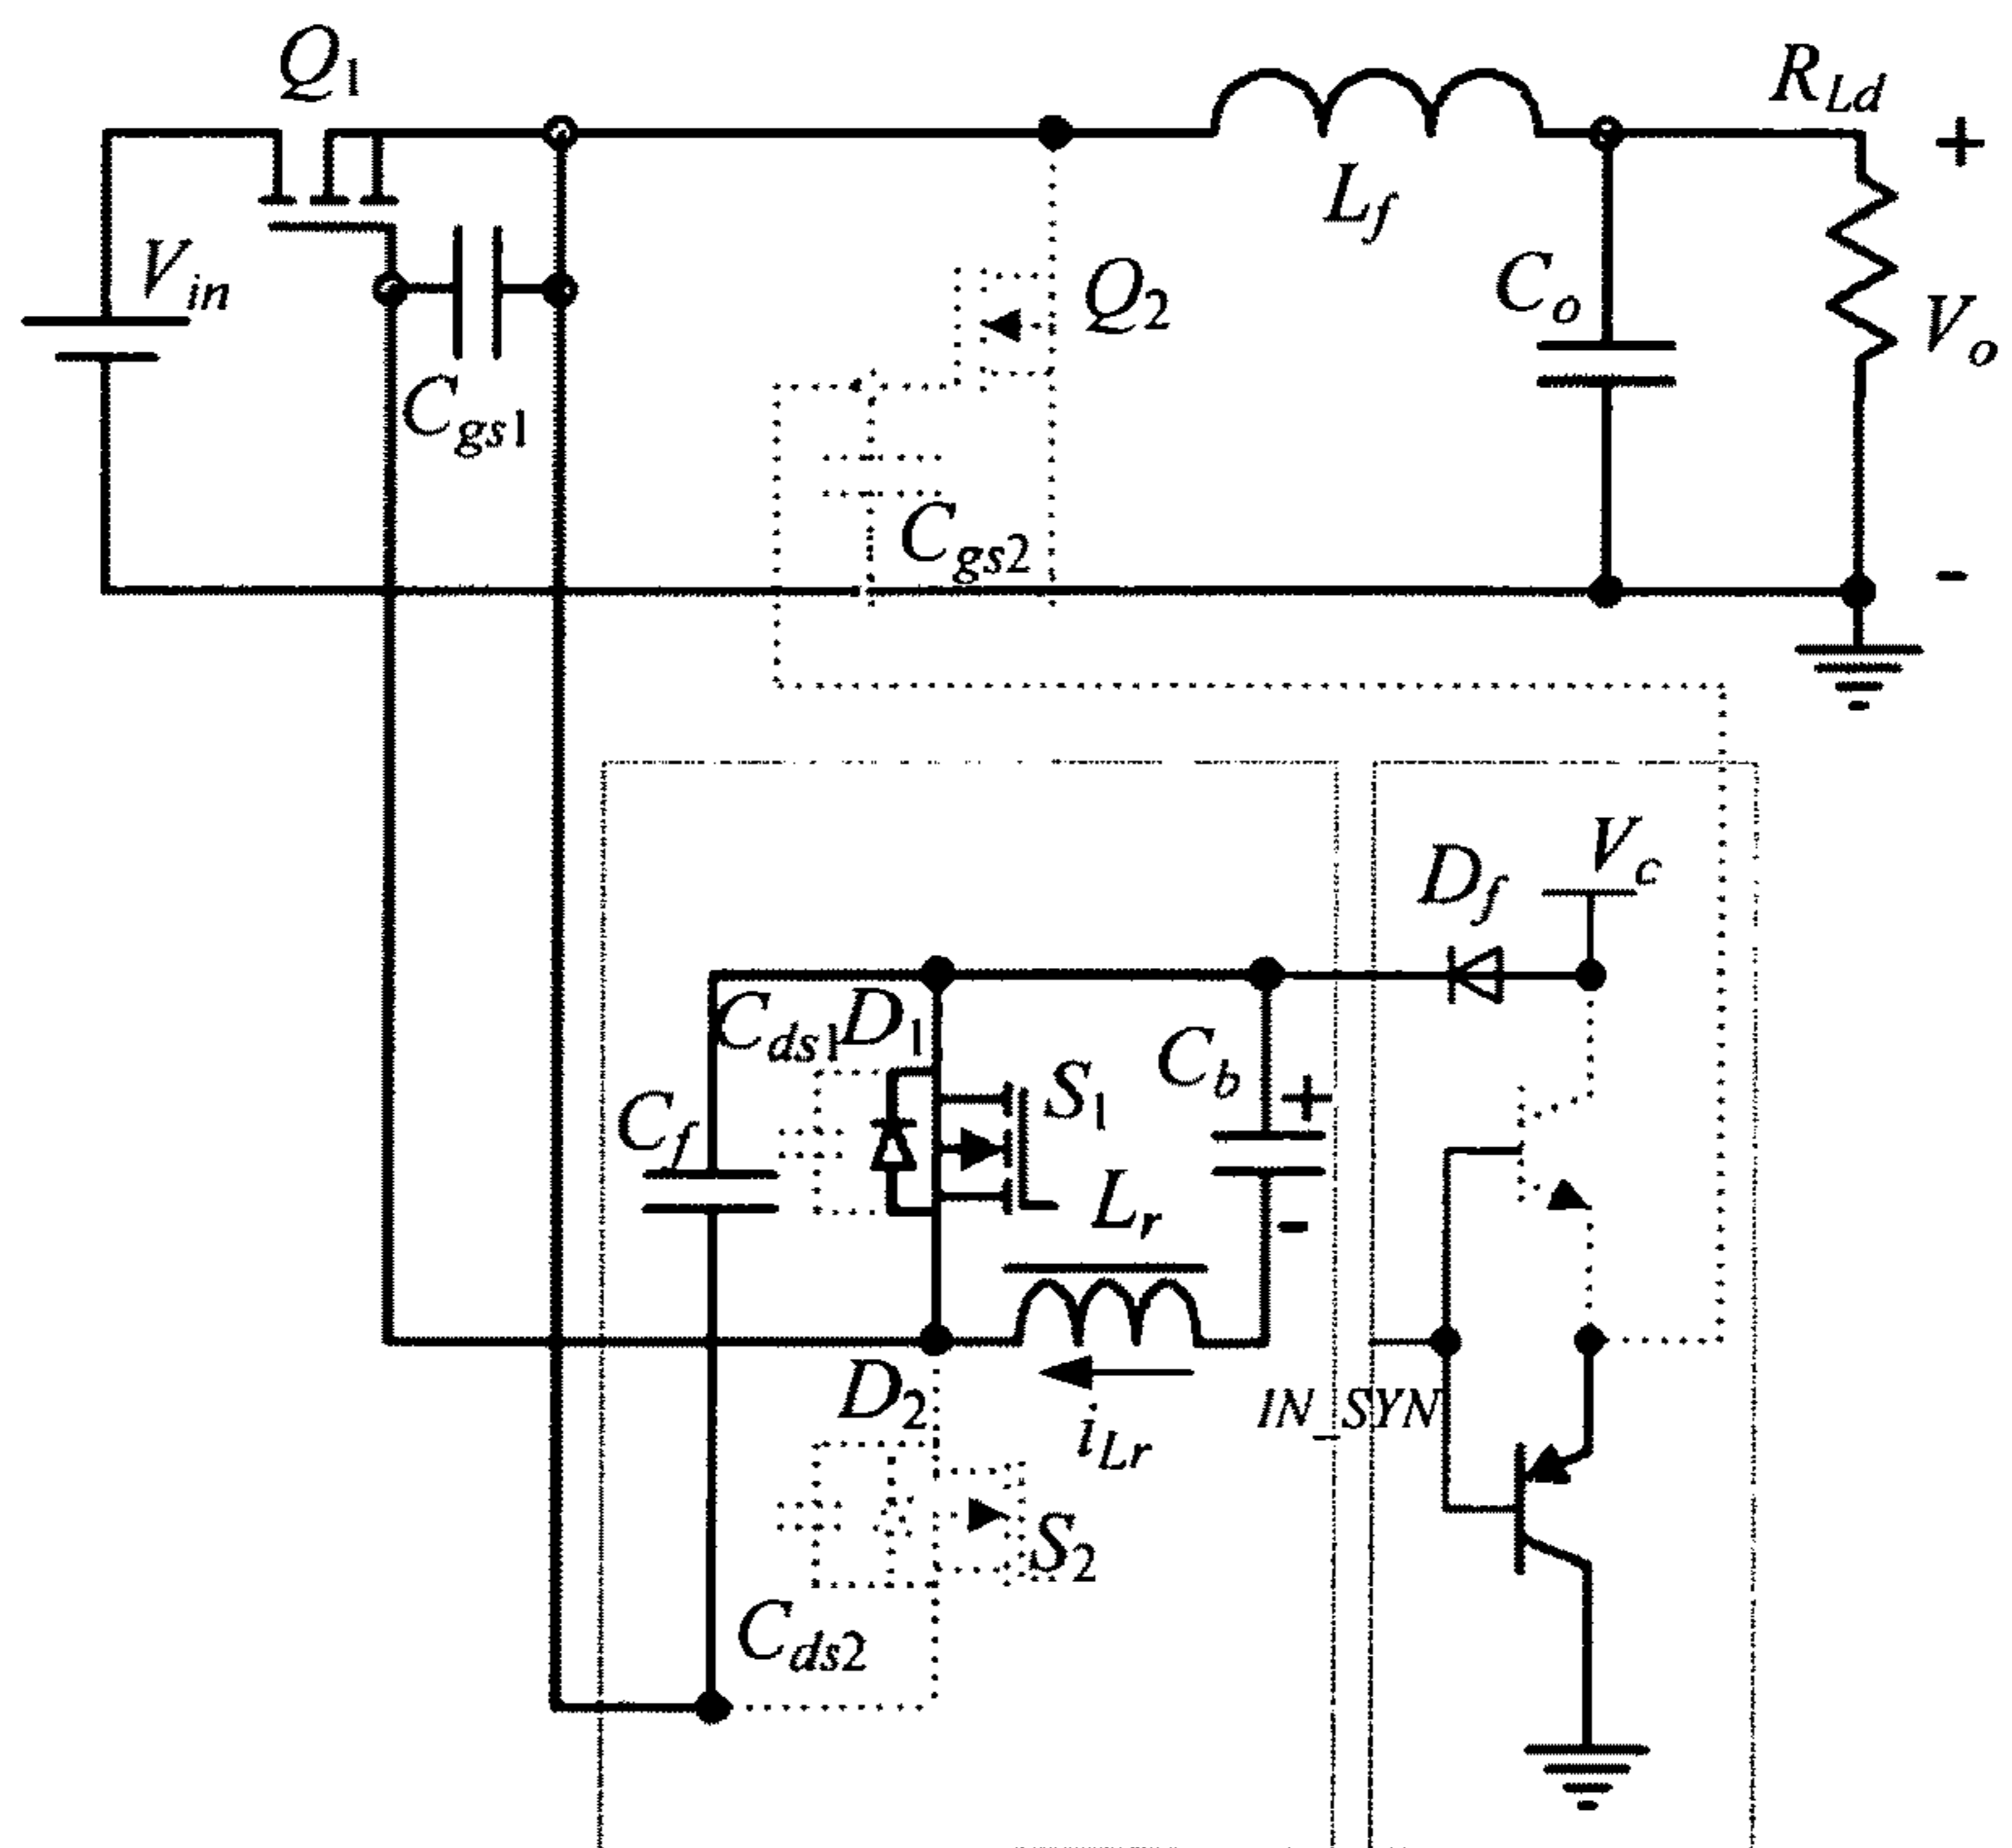 Q1
RLd
+
Lf
Vin
Q2
Co
Vo
Cgs1
Cgs2
-
Vc
Df
Cds1
D1
Cb
S1
+
Cf
Lr
-
D2
iLr
IN_SYN
S2
Cds2